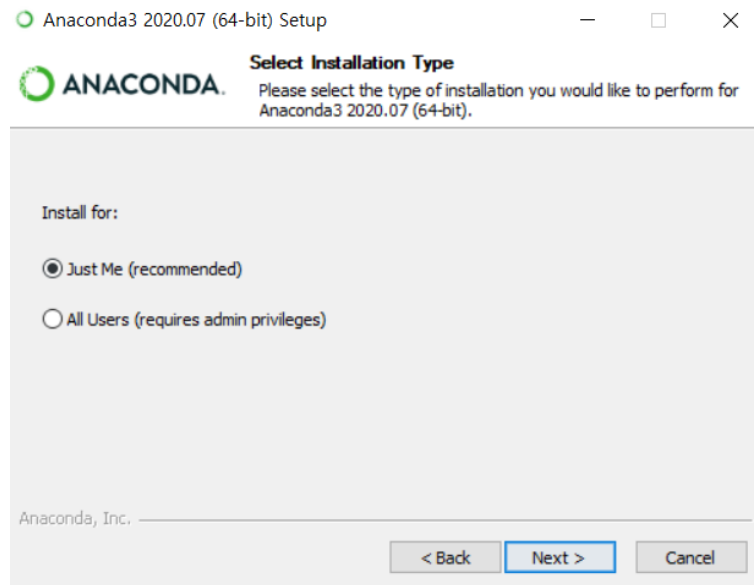 Anaconda3 2020.07 (64-bit) Setup
ANACONDA.
Select Installation Type
Please select the type of installation you would like to perform for
Anaconda3 2020.07 (64-bit).
Install for:
Just Me (recommended)
All Users (requires admin privileges)
Anaconda, Inc.
< Back
Next >
Cancel